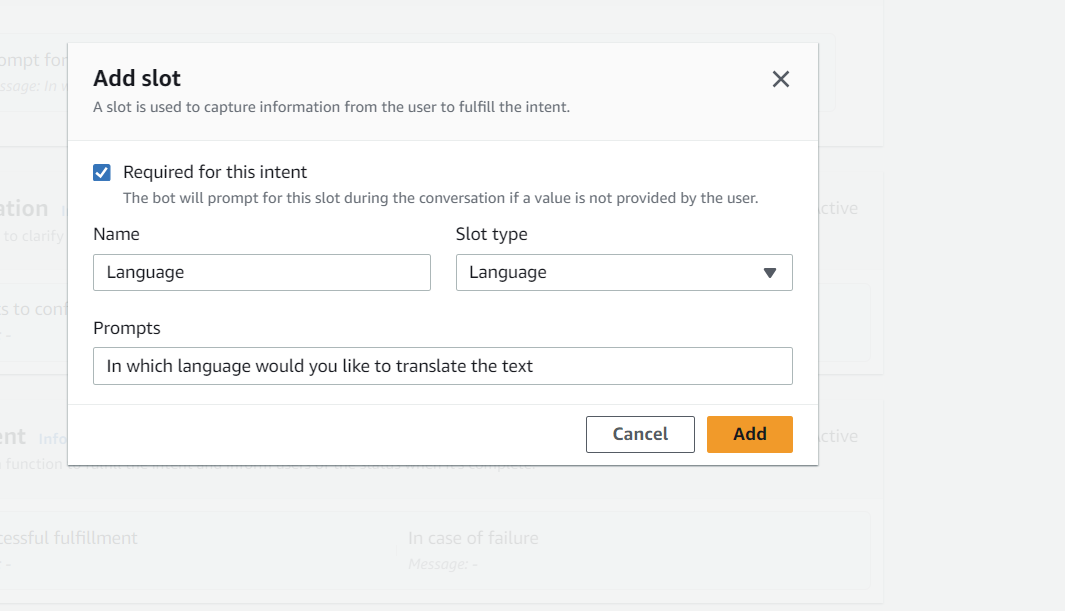 ompt for
ssage: In
Add slot
A slot is used to capture information from the user to fulfill the intent.
Required for this intent
The bot will prompt for this slot during the conversation if a value is not provided by the user.
ation
ctive
to clarify
Name
Slot type
Language
Language
s to conf
Prompts
In which language would you like to translate the text
Cancel
Add
ent Info
ctive
function to fulfill the intent and inform users of the status when it's complete.
cessful fulfillment
In case of failure
: -
Message: -